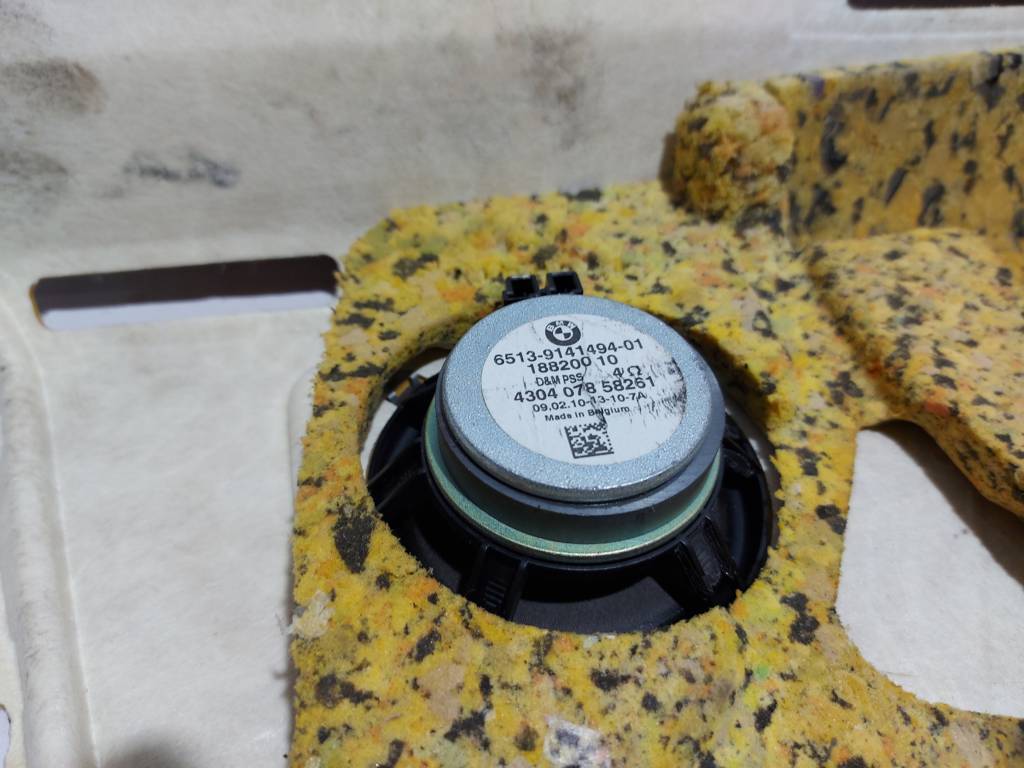 BMW
6513-9141494-01
188200 10
D&M PSS 4 Ω
4304 078 58261
09.02.10-13-10-7A
Made in Belgium